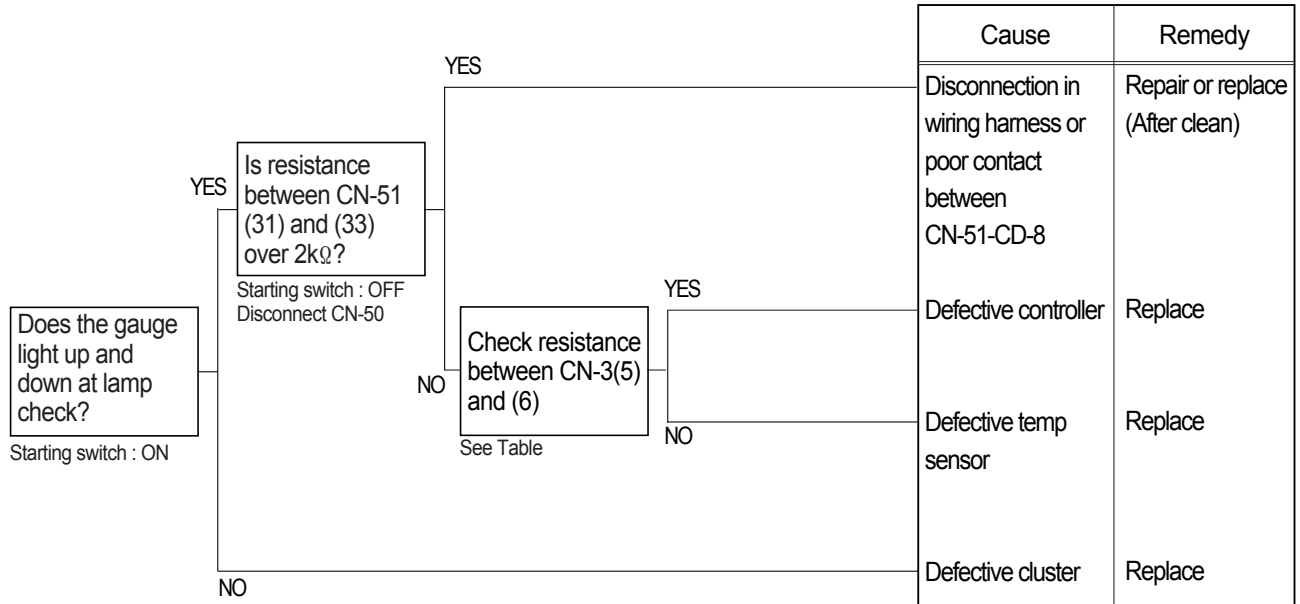 Cause Remedy
YES
Disconnection in
wiring harness or
poor contact
between
CN-51-CD-8
Repair or replace
(After clean)
YES
Is resistance
between CN-51
(31) and (33)
over 2kΩ?
Starting switch : OFF
Disconnect CN-50
YES
Defective controller Replace
Does the gauge
light up and
down at lamp
check?
Starting switch : ON
NO
Check resistance
between CN-3(5)
and (6)
See Table
NO
Defective temp
sensor
Replace
NO
Defective cluster Replace